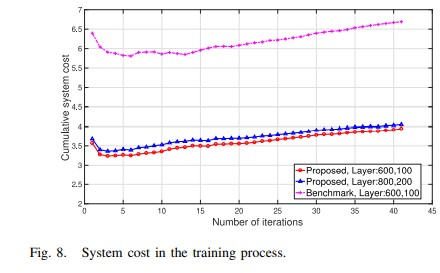 7
6.5
6
5.5
5
4.5
4
3.5
3
2.5
2
Cumulative system cost
Proposed, Layer:600,100
Proposed, Layer:800,200
Benchmark, Layer:600,100
0 5 10 15 20 25 30 35 40 45
Number of iterations
Fig. 8. System cost in the training process.